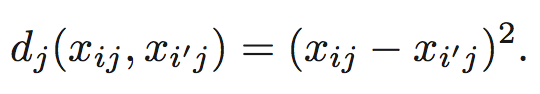 d_j(x_{ij}, x_{i'j}) = (x_{ij} − x_{i'j})^2.